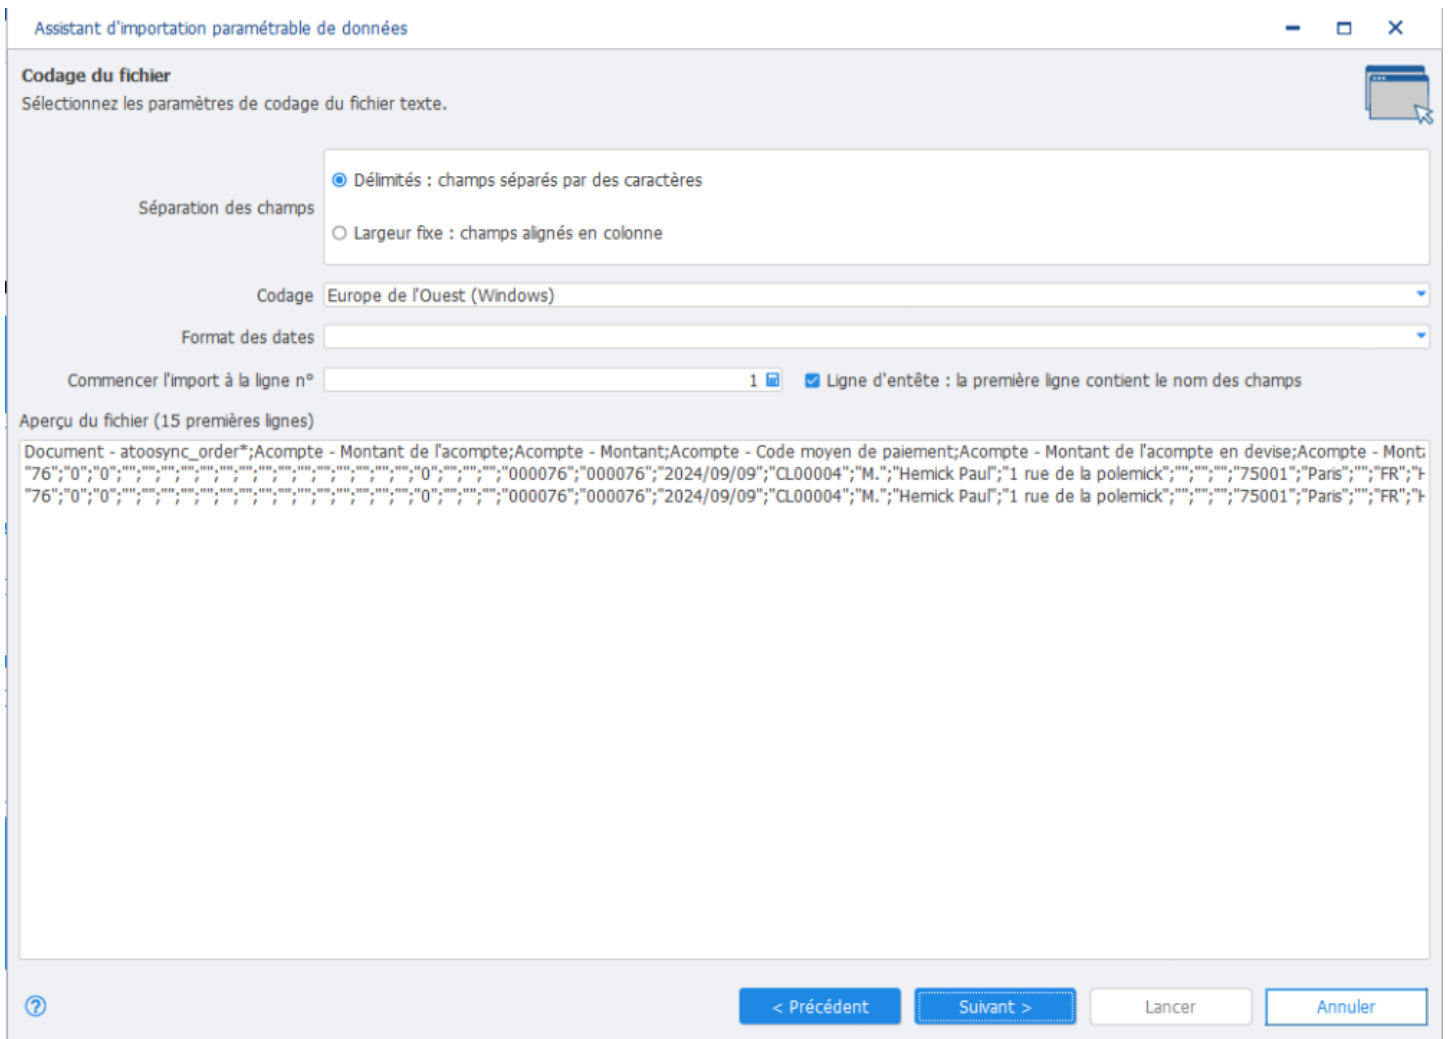 Assistant d'importation paramétrable de données
Codage du fichier
Sélectionnez les paramètres de codage du fichier texte.
Séparation des champs
Délimités : champs séparés par des caractères
Largeur fixe : champs alignés en colonne
Codage Europe de l'Ouest (Windows)
Format des dates
Commencer l'import à la ligne n° 1 Ligne d'entête : la première ligne contient le nom des champs
Aperçu du fichier (15 premières lignes)
Document - atoosync_order*;Acompte - Montant de l'acompte;Acompte - Montant;Acompte - Code moyen de paiement;Acompte - Montant de l'acompte en devise;Acompte - Mont
"76";"0";"0";"";"";"";"";"";"";"";"";"";"";"";"";"";"";"";"0";"";"";"";"000076";"000076";"2024/09/09";"CL00004";"M.";"Hemick Paul";"1 rue de la polemick";"";"";"";"75001";"Paris";"";"FR";"H
"76";"0";"0";"";"";"";"";"";"";"";"";"";"";"";"";"";"";"";"0";"";"";"";"000076";"000076";"2024/09/09";"CL00004";"M.";"Hemick Paul";"1 rue de la polemick";"";"";"";"75001";"Paris";"";"FR";"H
? < Précédent Suivant > Lancer Annuler